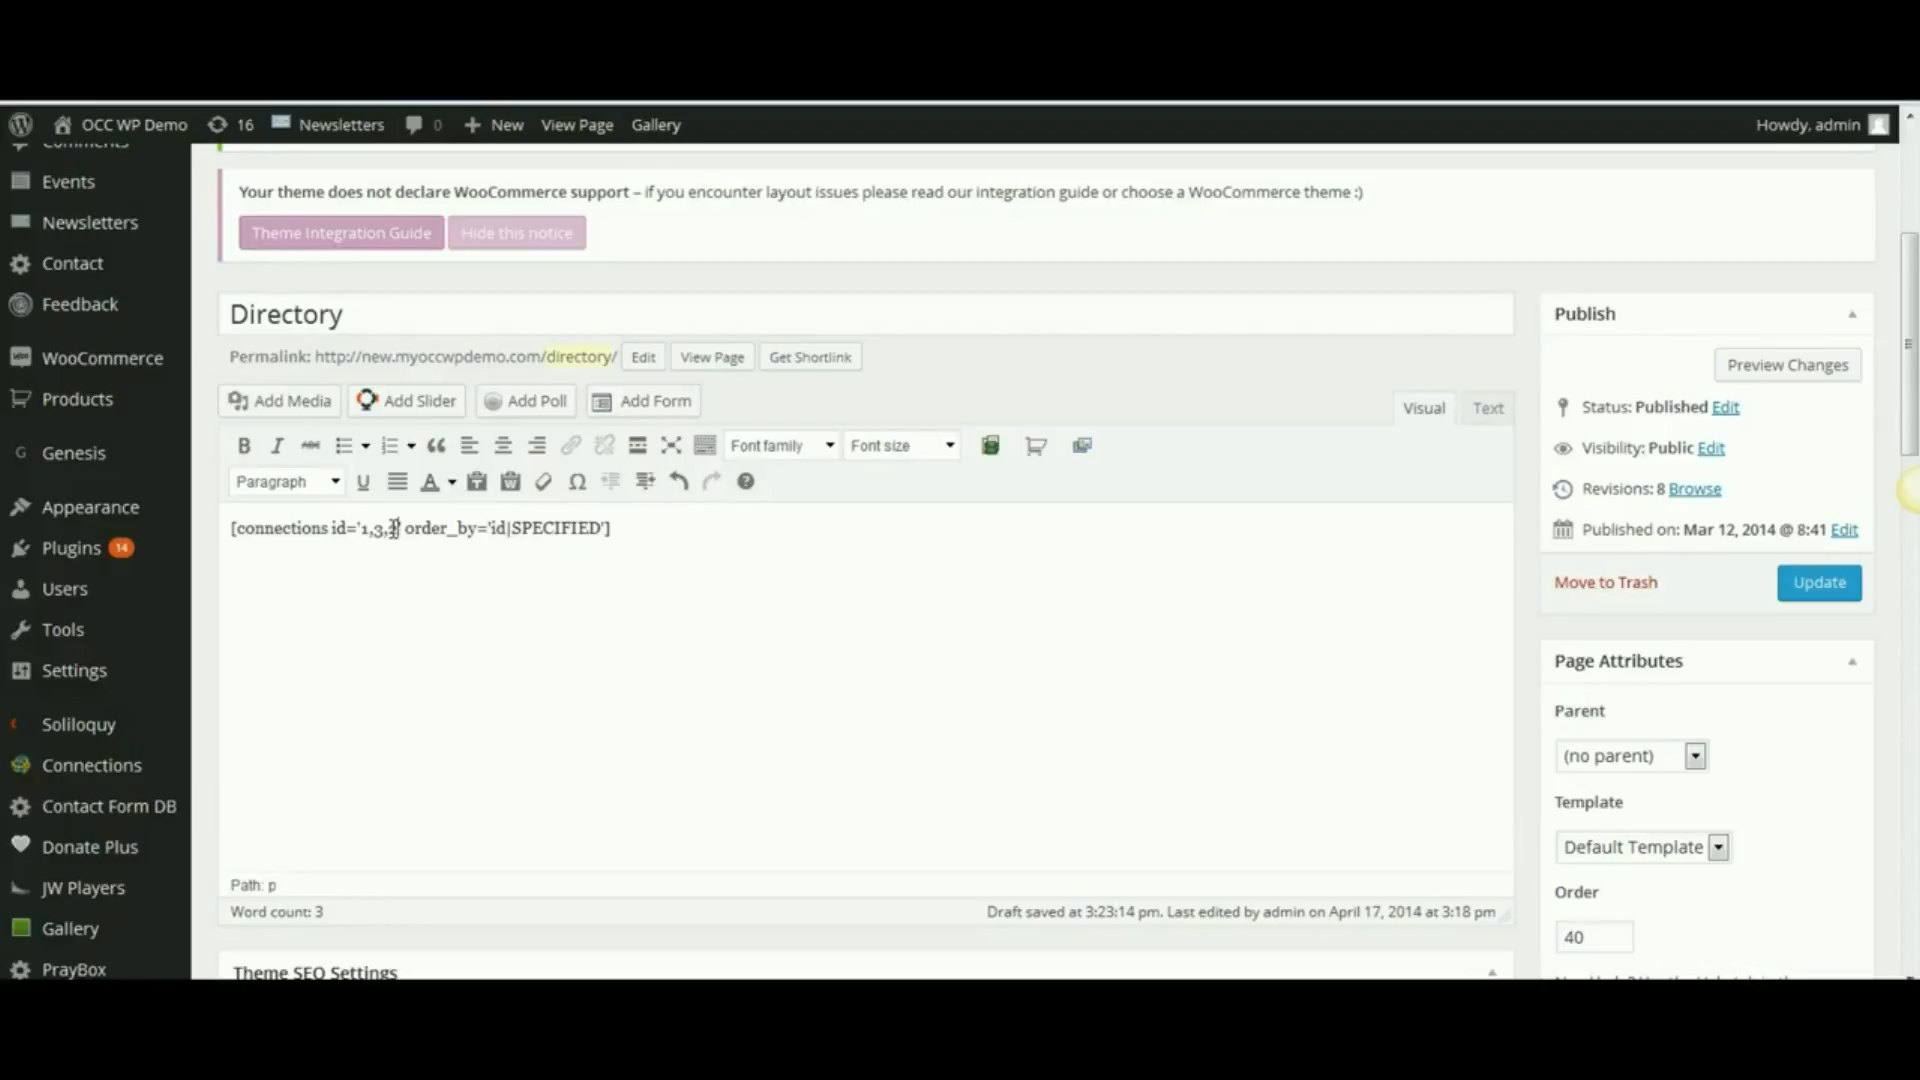 OCC WP Demo 16 Newsletters 0 New View Page Gallery Howdy, admin
Comments
Events
Newsletters
Contact
Feedback
WooCommerce
Products
Genesis
Appearance
Plugins 14
Users
Tools
Settings
Soliloquy
Connections
Contact Form DB
Donate Plus
JW Players
Gallery
PrayBox
Your theme does not declare WooCommerce support – if you encounter layout issues please read our integration guide or choose a WooCommerce theme :)
Theme Integration Guide Hide this notice
Directory
Permalink: http://new.myoccwpdemo.com/directory/ Edit View Page Get Shortlink
Add Media Add Slider Add Poll Add Form Visual Text
B I ABC Font family Font size
Paragraph U A
[connections id='1,3, order_by='id|SPECIFIED']
Path: p
Word count: 3 Draft saved at 3:23:14 pm. Last edited by admin on April 17, 2014 at 3:18 pm
Theme SEO Settings
Publish
Preview Changes
Status: Published Edit
Visibility: Public Edit
Revisions: 8 Browse
Published on: Mar 12, 2014 @ 8:41 Edit
Move to Trash Update
Page Attributes
Parent
(no parent)
Template
Default Template
Order
40